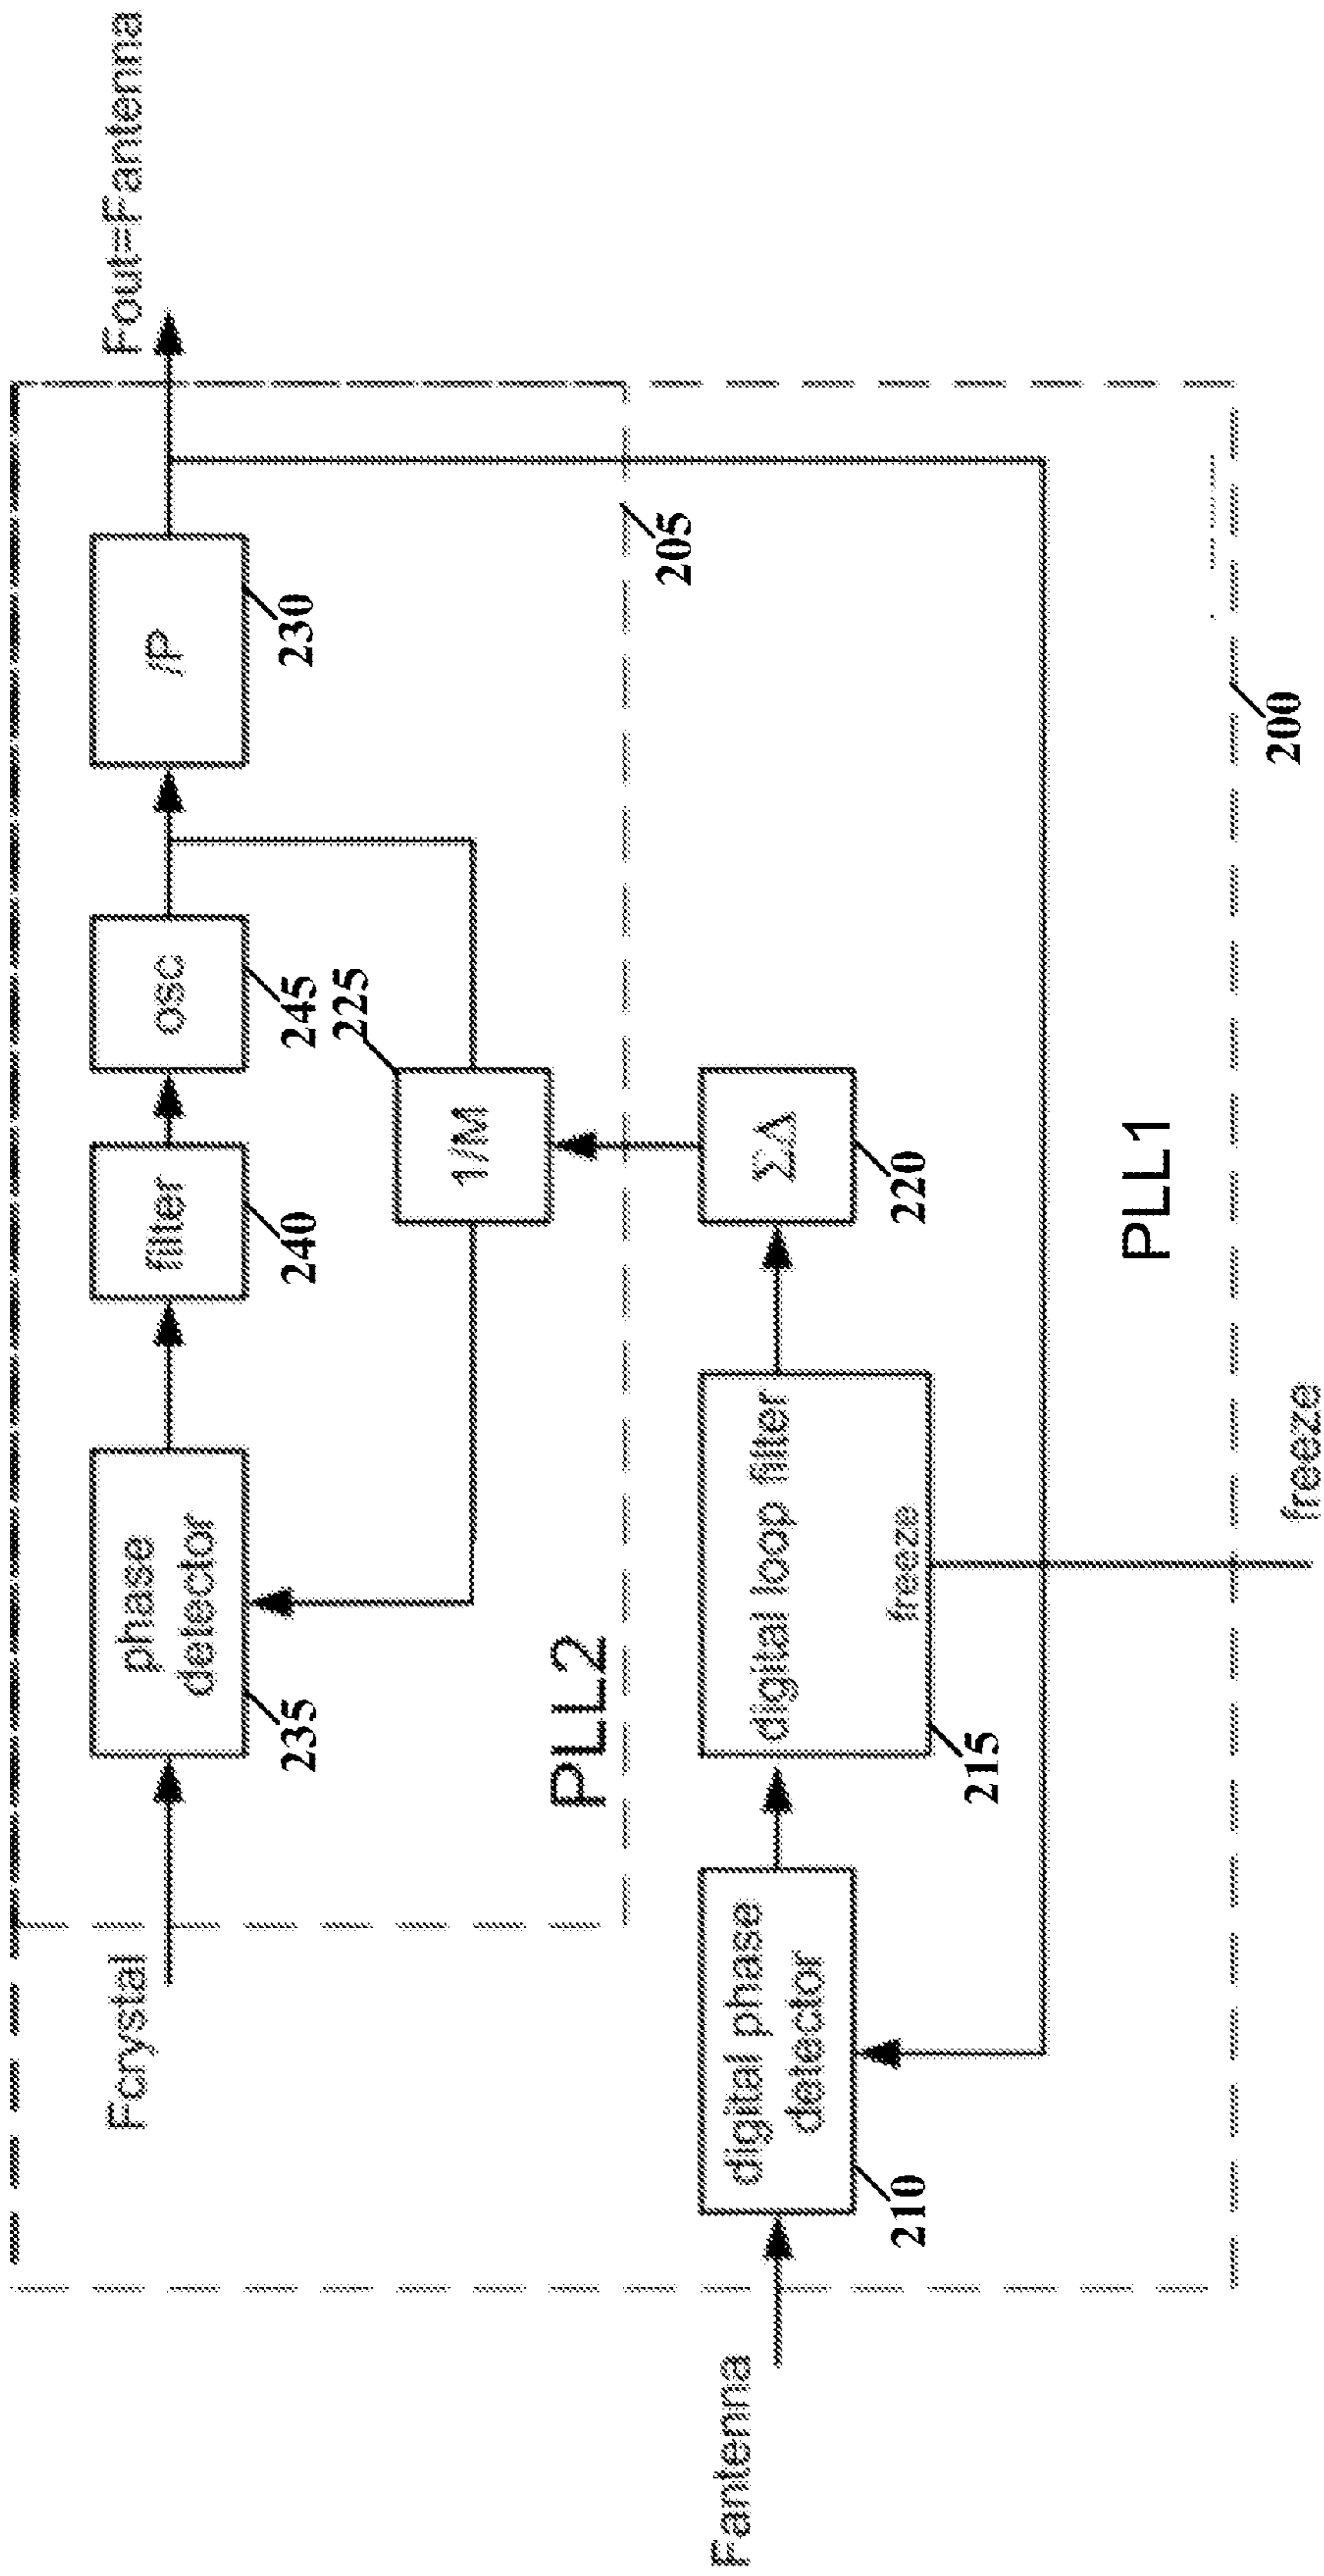 Fcrystal
phase
detector
235
filter
240
osc
245
/P
230
Fout=Fantenna
1/M
225
PLL2
205
Fantenna
digital phase
detector
210
digital loop filter
freeze
215
ΣΔ
220
PLL1
200
freeze